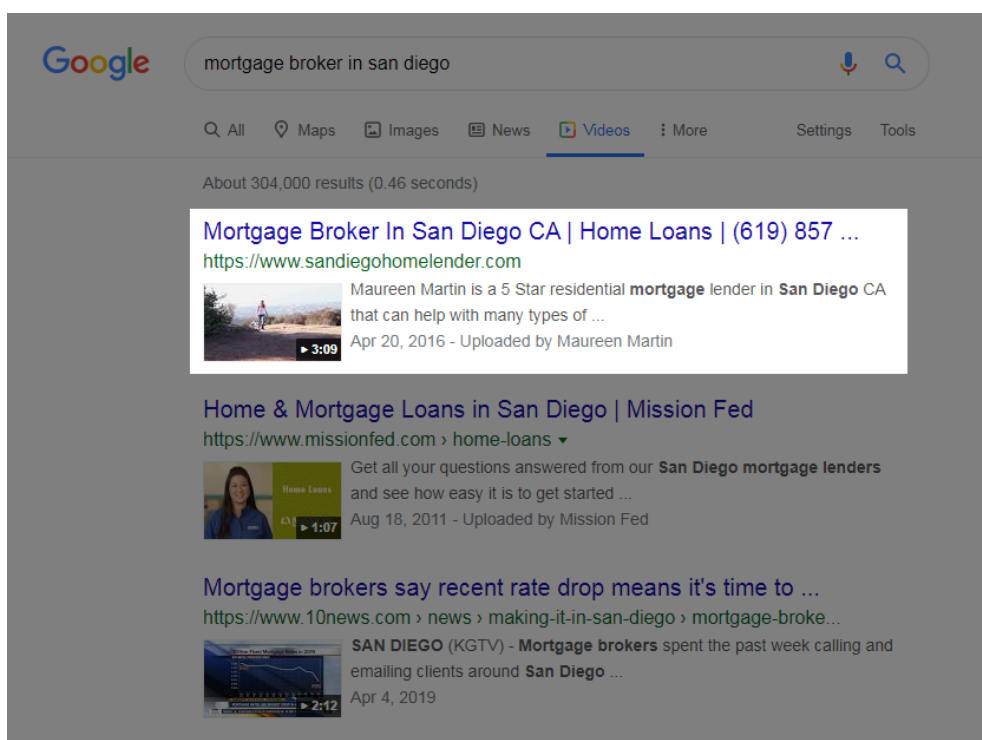 Google
mortgage broker in san diego
All Maps Images News Videos More Settings Tools
About 304,000 results (0.46 seconds)
Mortgage Broker In San Diego CA | Home Loans | (619) 857 ...
https://www.sandiegohomelender.com
Maureen Martin is a 5 Star residential mortgage lender in San Diego CA
that can help with many types of ...
3:09
Apr 20, 2016 - Uploaded by Maureen Martin
Home & Mortgage Loans in San Diego | Mission Fed
https://www.missionfed.com › home-loans
Get all your questions answered from our San Diego mortgage lenders
Home Loans
and see how easy it is to get started ...
1:07
Aug 18, 2011 - Uploaded by Mission Fed
Mortgage brokers say recent rate drop means it's time to ...
https://www.10news.com › news › making-it-in-san-diego › mortgage-broke...
SAN DIEGO (KGTV) - Mortgage brokers spent the past week calling and
emailing clients around San Diego ...
2:12
Apr 4, 2019